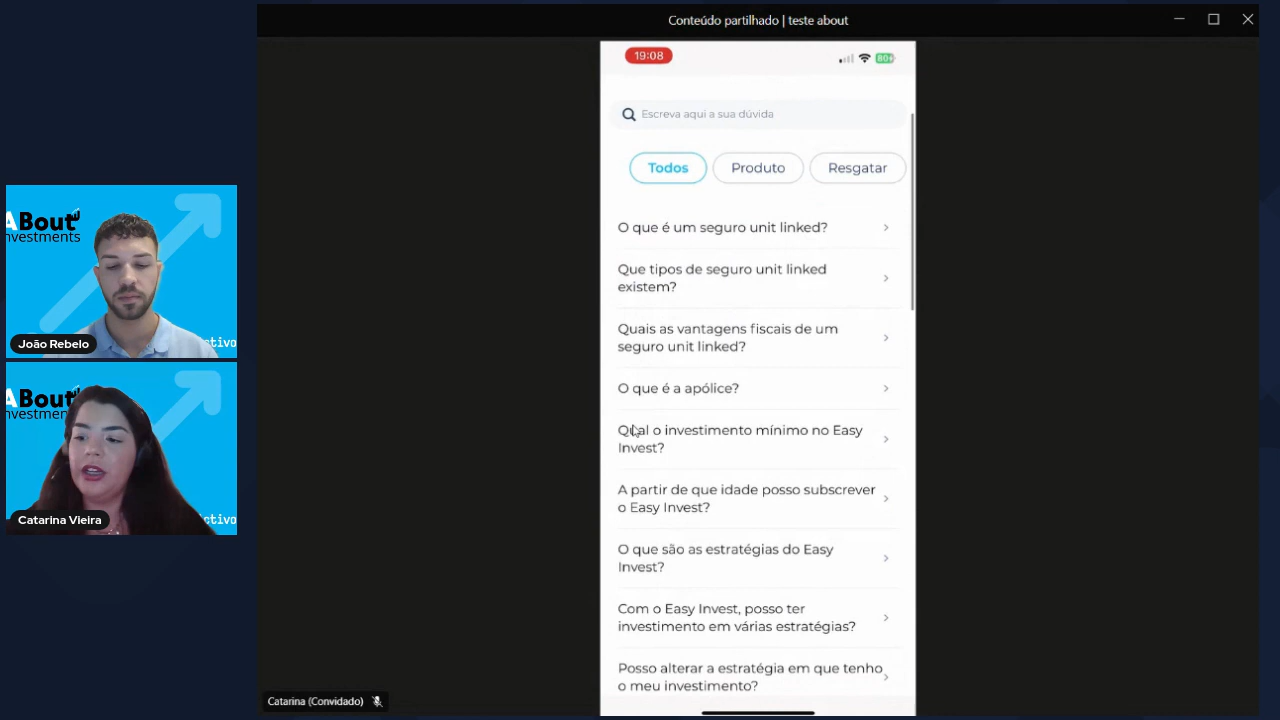 Conteúdo partilhado | teste about
19:08
80
Escreva aqui a sua dúvida
Todos
Produto
Resgatar
O que é um seguro unit linked?
Que tipos de seguro unit linked
existem?
Quais as vantagens fiscais de um
seguro unit linked?
O que é a apólice?
Qual o investimento mínimo no Easy
Invest?
A partir de que idade posso subscrever
o Easy Invest?
O que são as estratégias do Easy
Invest?
Com o Easy Invest, posso ter
investimento em várias estratégias?
Posso alterar a estratégia em que tenho
o meu investimento?
ABout
nvestments
ctivo
João Rebelo
ABout
nvestmen
ctivo
Catarina Vieira
Catarina (Convidado)